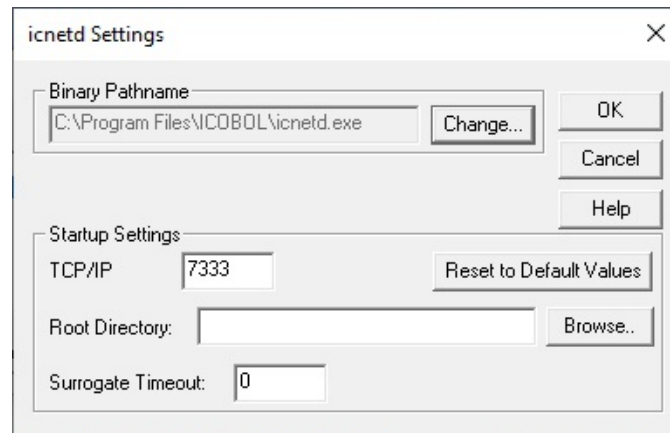 icnetd Settings
Binary Pathname
C:\Program Files\ICOBOL\icnetd.exe
Change...
OK
Cancel
Help
Startup Settings
TCP/IP
7333
Reset to Default Values
Root Directory:
Browse..
Surrogate Timeout:
0